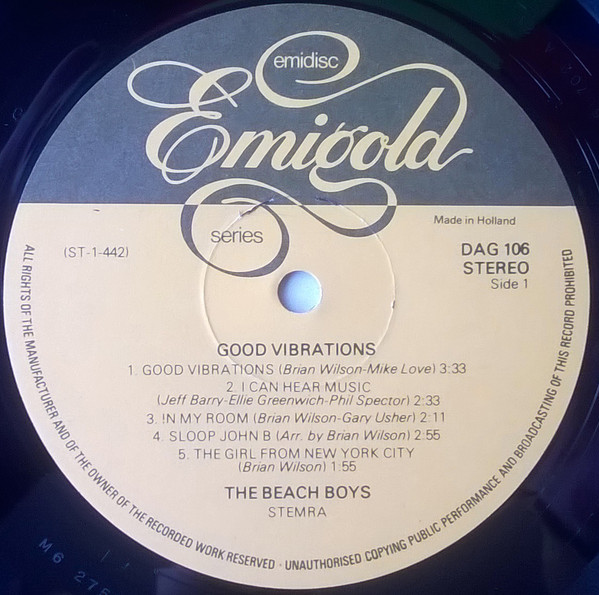 emidisc
Emigold
series
Made in Holland
(ST-1-442)
DAG 106
STEREO
Side 1
GOOD VIBRATIONS
1. GOOD VIBRATIONS (Brian Wilson-Mike Love) 3:33
2. I CAN HEAR MUSIC
(Jeff Barry-Ellie Greenwich-Phil Spector) 2:33
3. IN MY ROOM (Brian Wilson-Gary Usher) 2:11
4. SLOOP JOHN B (Arr. by Brian Wilson) 2:55
5. THE GIRL FROM NEW YORK CITY
(Brian Wilson) 1:55
THE BEACH BOYS
STEMRA
ALL RIGHTS OF THE MANUFACTURER AND OF THE OWNER OF THE RECORDED WORK RESERVED · UNAUTHORISED COPYING PUBLIC PERFORMANCE AND BROADCASTING OF THIS RECORD PROHIBITED
M6 276